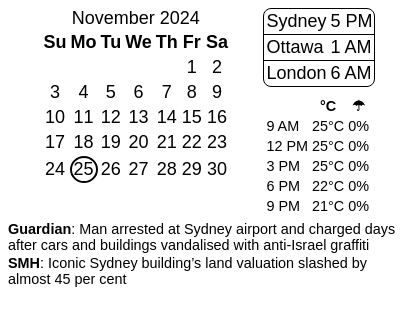 November 2024
Su Mo Tu We Th Fr Sa
1 2
3 4 5 6 7 8 9
10 11 12 13 14 15 16
17 18 19 20 21 22 23
24 25 26 27 28 29 30
Sydney 5 PM
Ottawa 1 AM
London 6 AM
°C ☂
9 AM 25°C 0%
12 PM 25°C 0%
3 PM 25°C 0%
6 PM 22°C 0%
9 PM 21°C 0%
Guardian: Man arrested at Sydney airport and charged days
after cars and buildings vandalised with anti-Israel graffiti
SMH: Iconic Sydney building’s land valuation slashed by
almost 45 per cent